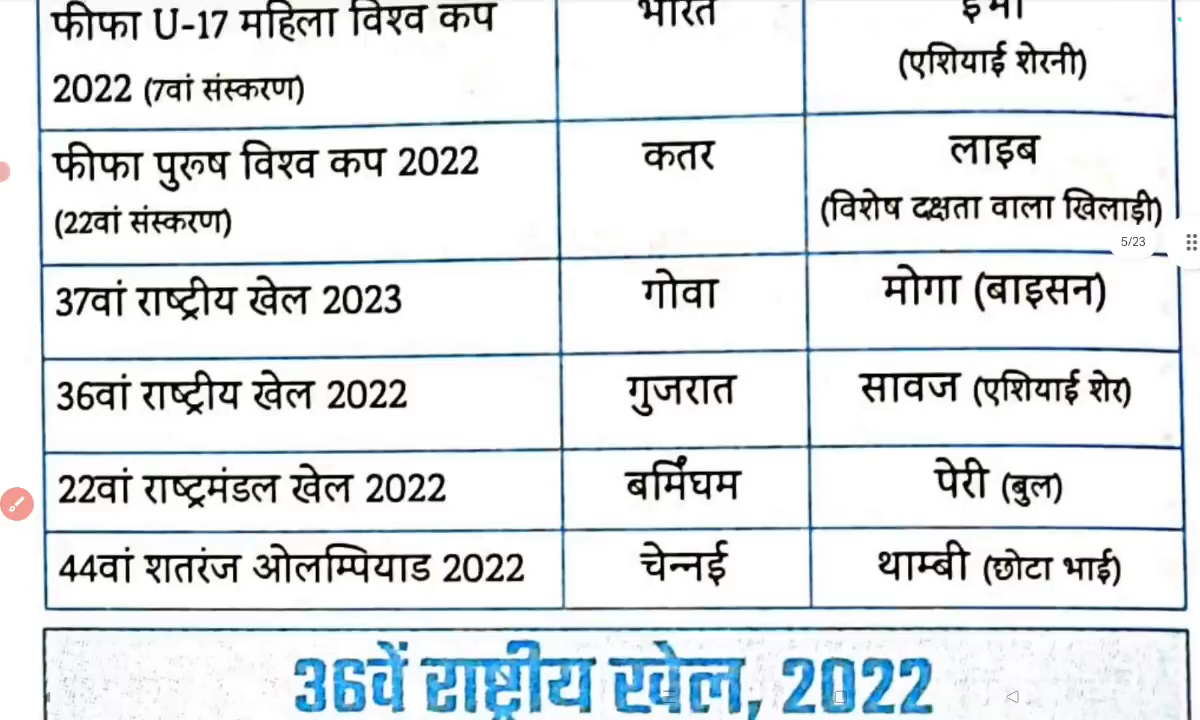 फीफा U-17 महिला विश्व कप
2022 (7वां संस्करण)
भारत
(एशियाई शेरनी)
फीफा पुरुष विश्व कप 2022
(22वां संस्करण)
कतर
लाइब
(विशेष दक्षता वाला खिलाड़ी)
5/23
37वां राष्ट्रीय खेल 2023
गोवा
मोगा (बाइसन)
36वां राष्ट्रीय खेल 2022
गुजरात
सावज (एशियाई शेर)
22वां राष्ट्रमंडल खेल 2022
बर्मिंघम
पेरी (बुल)
44वां शतरंज ओलम्पियाड 2022
चेन्नई
थाम्बी (छोटा भाई)
36वें राष्ट्रीय खेल, 2022